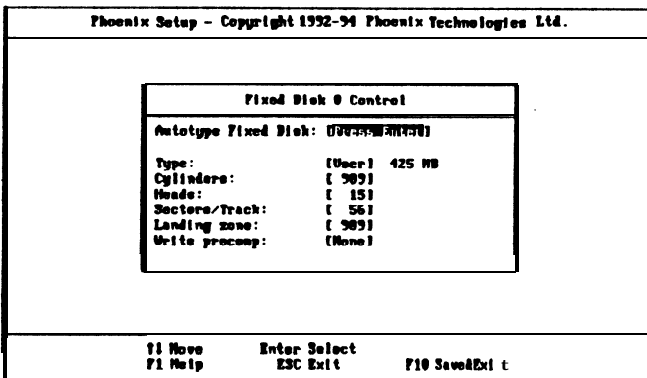 Phoenix Setup - Copyright 1992-94 Phoenix Technologies Ltd.
Fixed Disk 0 Control
Autotype Fixed Disk:
Type: [User] 425 MB
Cylinders: [ 989]
Heads: [ 15]
Sectors/Track: [ 56]
Landing zone: [ 989]
Write precomp: [None]
↑↓ Move Enter Select
F1 Help ESC Exit F10 Save&Exit